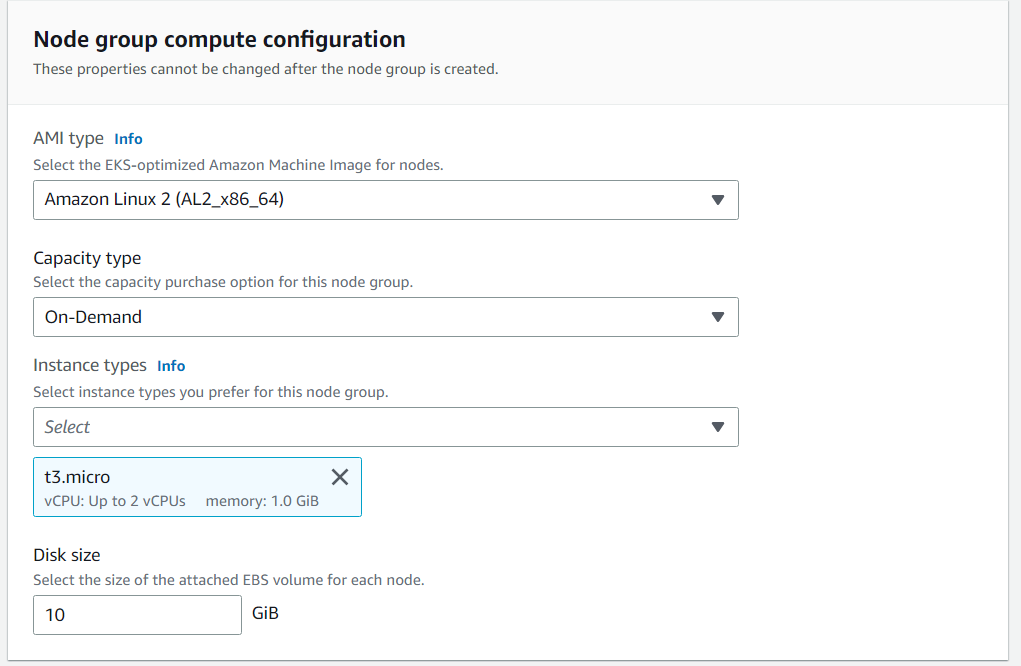 Node group compute configuration
These properties cannot be changed after the node group is created.
AMI type Info
Select the EKS-optimized Amazon Machine Image for nodes.
Amazon Linux 2 (AL2_x86_64)
Capacity type
Select the capacity purchase option for this node group.
On-Demand
Instance types Info
Select instance types you prefer for this node group.
Select
t3.micro
vCPU: Up to 2 vCPUs memory: 1.0 GiB
Disk size
Select the size of the attached EBS volume for each node.
10 GiB